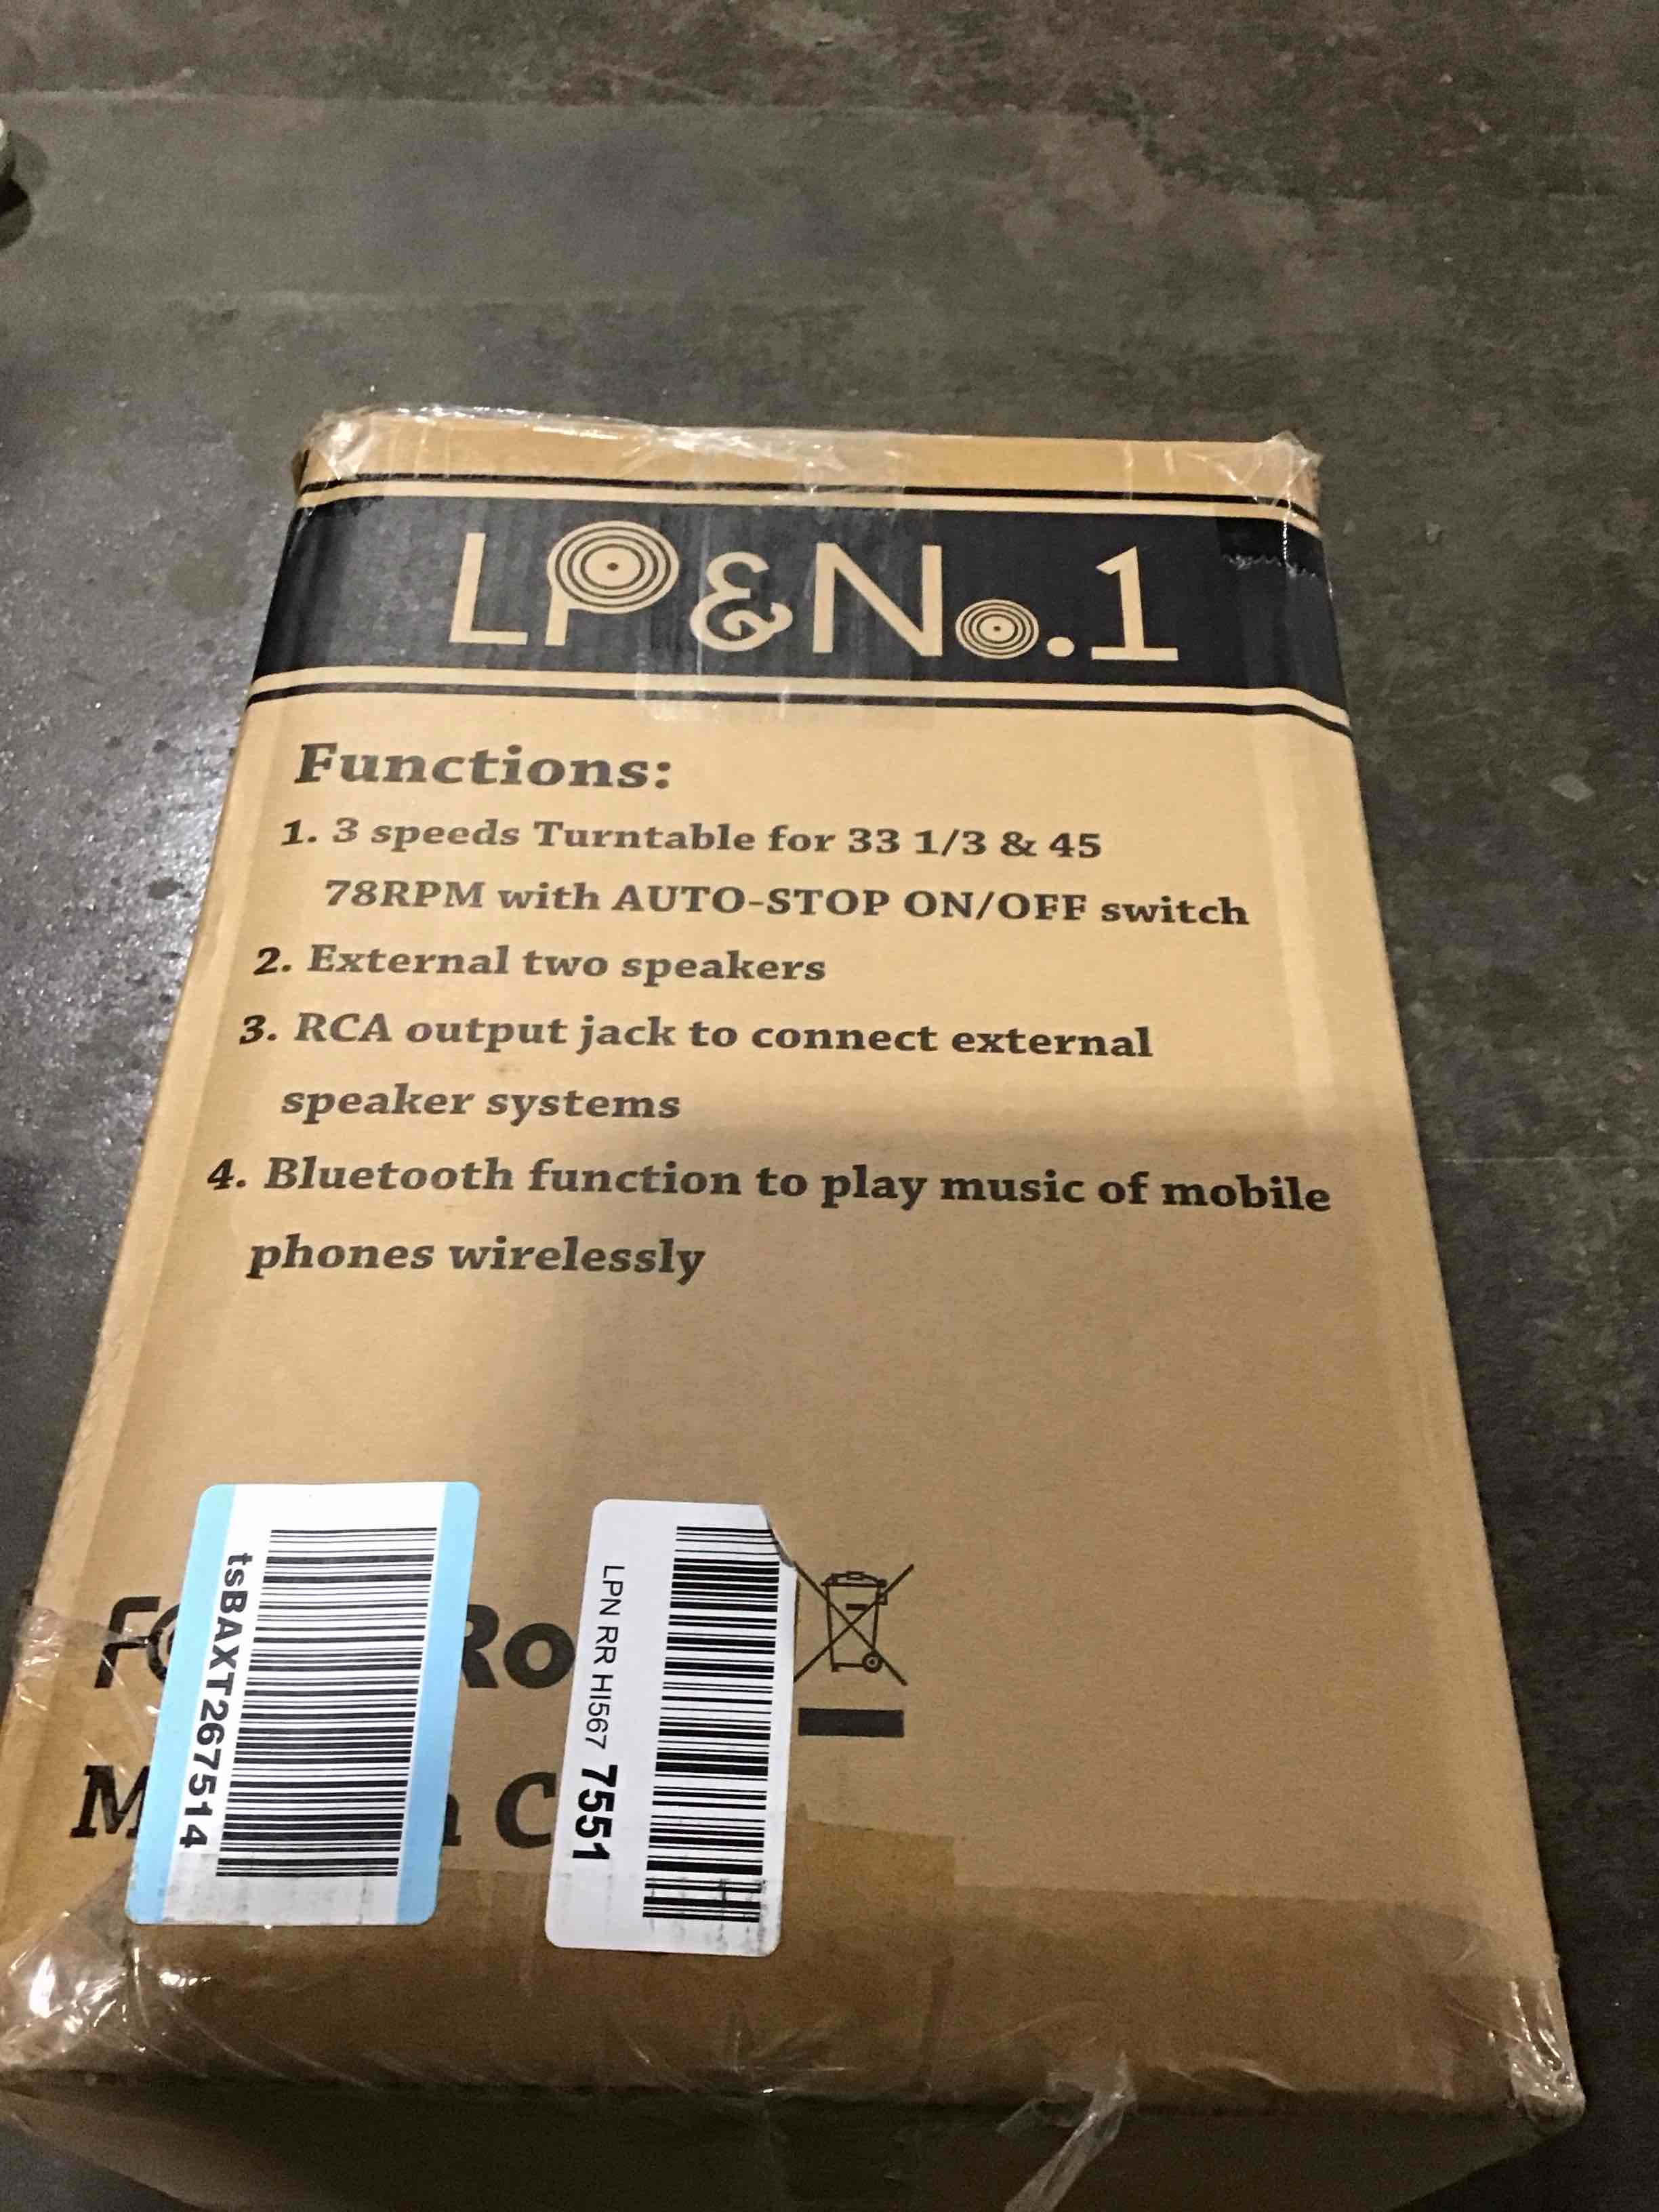 LP&No.1
Functions:
1. 3 speeds Turntable for 33 1/3 & 45
78RPM with AUTO-STOP ON/OFF switch
2. External two speakers
3. RCA output jack to connect external
speaker systems
4. Bluetooth function to play music of mobile
phones wirelessly
tsBAXT267514
LPN RR HI567 7551